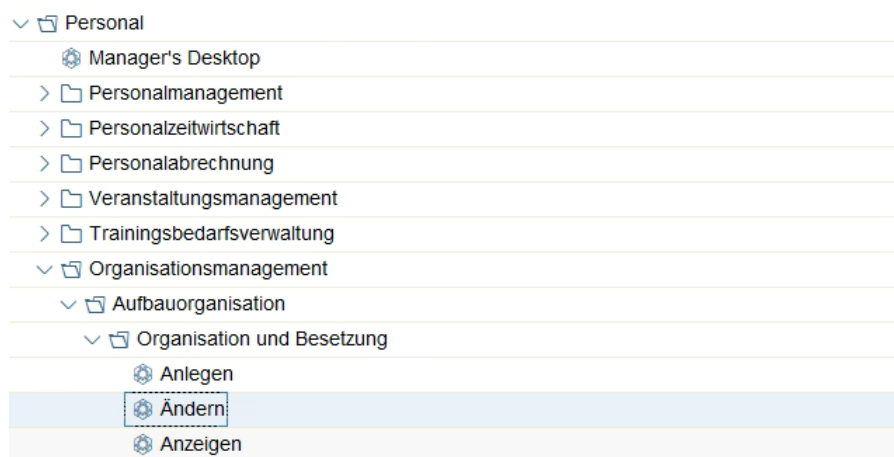 Personal
Manager's Desktop
Personalmanagement
Personalzeitwirtschaft
Personalabrechnung
Veranstaltungsmanagement
Trainingsbedarfsverwaltung
Organisationsmanagement
Aufbauorganisation
Organisation und Besetzung
Anlegen
Ändern
Anzeigen